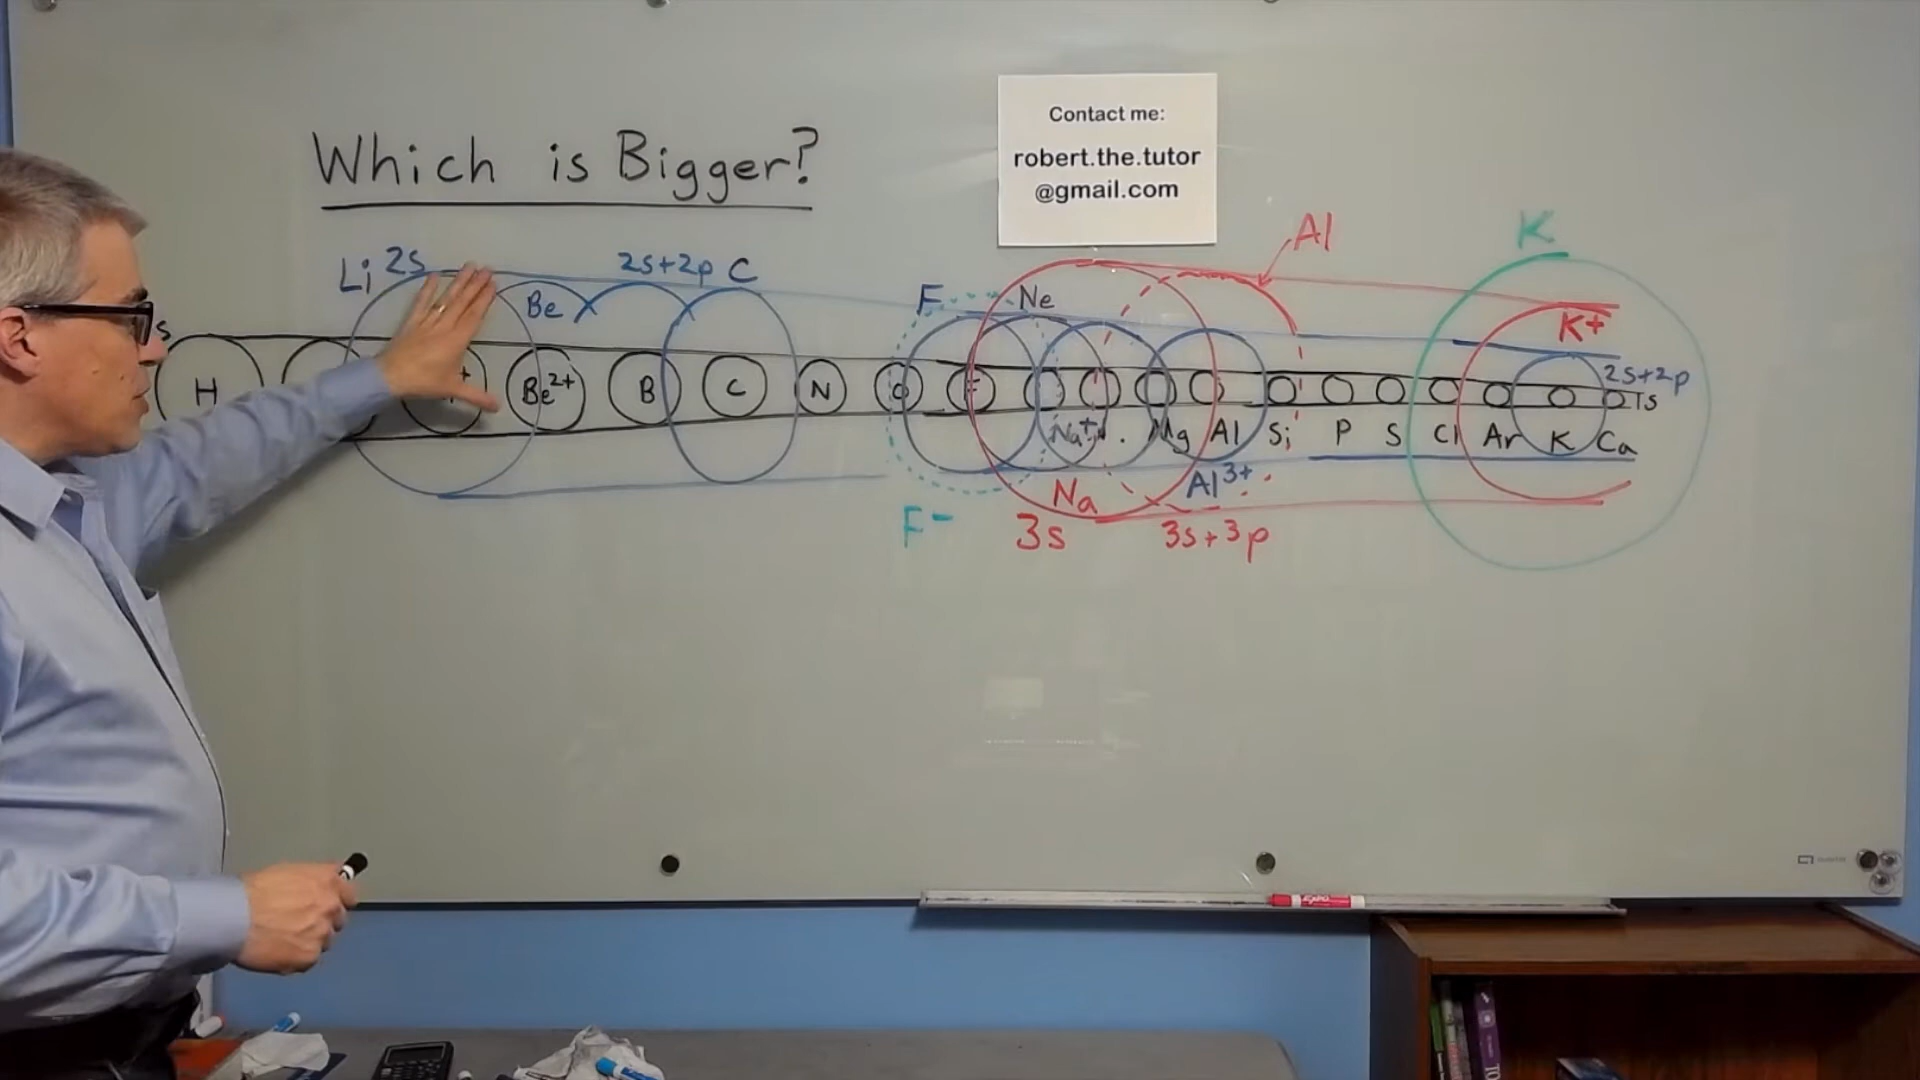 Contact me:
robert.the.tutor
@gmail.com
Which is Bigger?
Li 2s
Be
2s+2p C
F
Ne
Al
K
K+
s
H
+
Be2+
B
C
N
O
F
2s+2p
1s
Na+
Mg Al Si P S Cl Ar K Ca
Na
Al3+
F-
3s
3s+3p